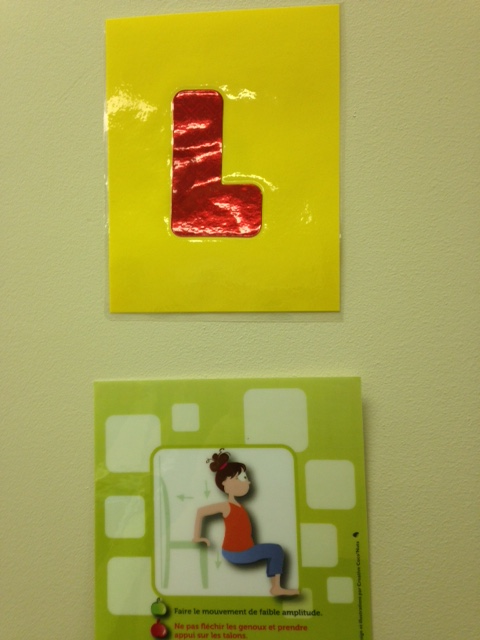 L
Faire le mouvement de faible amplitude.
Ne pas fléchir les genoux et prendre
appui sur les talons.